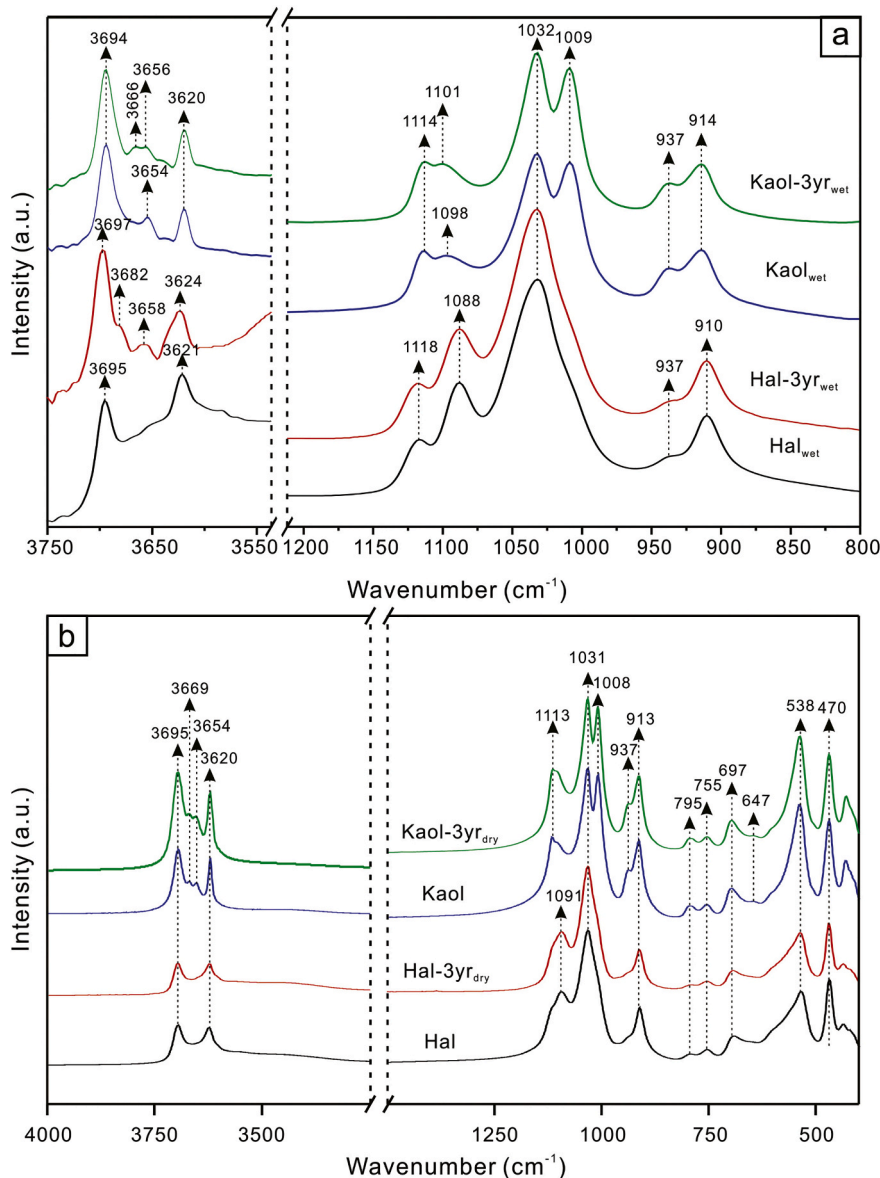 a
3694
3666
3656
3620
3654
3697
3682
3658
3624
3695
3621
1114
1101
1032
1009
937
914
1098
1118
1088
937
910
Kaol-3yrwet
Kaolwet
Hal-3yrwet
Halwet
Intensity (a.u.)
3750 3650 3550 1200 1150 1100 1050 1000 950 900 850 800
Wavenumber (cm-1)
b
3695
3669
3654
3620
1113
1031
1008
937
913
795
755
697
647
538
470
1091
Kaol-3yrdry
Kaol
Hal-3yrdry
Hal
Intensity (a.u.)
4000 3750 3500 1250 1000 750 500
Wavenumber (cm-1)